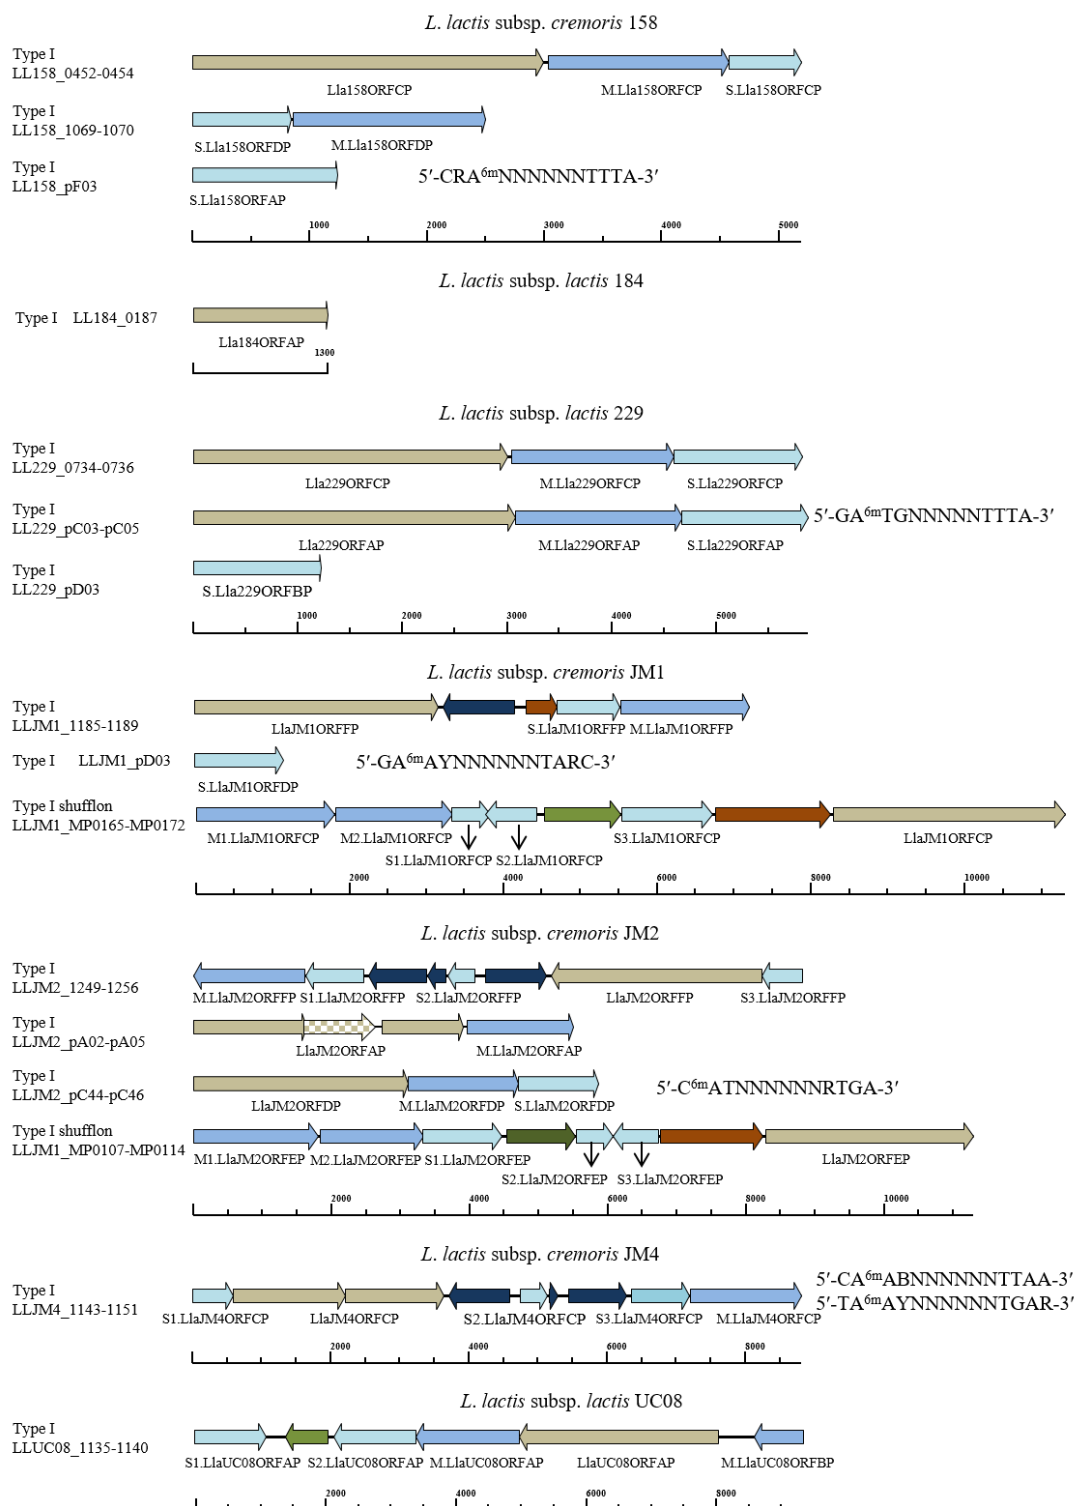 L. lactis subsp. cremoris 158
Type I
LL158_0452-0454
Lla158ORFCP M.Lla158ORFCP S.Lla158ORFCP
Type I
LL158_1069-1070
S.Lla158ORFDP M.Lla158ORFDP
Type I
LL158_pF03
5′-CRA⁶ᵐNNNNNNTTTA-3′
S.Lla158ORFAP
1000 2000 3000 4000 5000
L. lactis subsp. lactis 184
Type I LL184_0187
Lla184ORFAP
1300
L. lactis subsp. lactis 229
Type I
LL229_0734-0736
Lla229ORFCP M.Lla229ORFCP S.Lla229ORFCP
Type I
LL229_pC03-pC05
5′-GA⁶ᵐTGNNNNNTTTA-3′
Lla229ORFAP M.Lla229ORFAP S.Lla229ORFAP
Type I
LL229_pD03
S.Lla229ORFBP
1000 2000 3000 4000 5000
L. lactis subsp. cremoris JM1
Type I
LLJM1_1185-1189
LlaJM1ORFFP S.LlaJM1ORFFP M.LlaJM1ORFFP
Type I LLJM1_pD03
5′-GA⁶ᵐAYNNNNNNTARC-3′
S.LlaJM1ORFDP
Type I shufflon
LLJM1_MP0165-MP0172
M1.LlaJM1ORFCP M2.LlaJM1ORFCP S3.LlaJM1ORFCP LlaJM1ORFCP
S1.LlaJM1ORFCP S2.LlaJM1ORFCP
2000 4000 6000 8000 10000
L. lactis subsp. cremoris JM2
Type I
LLJM2_1249-1256
M.LlaJM2ORFFP S1.LlaJM2ORFFP S2.LlaJM2ORFFP LlaJM2ORFFP S3.LlaJM2ORFFP
Type I
LLJM2_pA02-pA05
LlaJM2ORFAP M.LlaJM2ORFAP
Type I
LLJM2_pC44-pC46
5′-C⁶ᵐATNNNNNNRTGA-3′
LlaJM2ORFDP M.LlaJM2ORFDP S.LlaJM2ORFDP
Type I shufflon
LLJM1_MP0107-MP0114
M1.LlaJM2ORFEP M2.LlaJM2ORFEP S1.LlaJM2ORFEP LlaJM2ORFEP
S2.LlaJM2ORFEP S3.LlaJM2ORFEP
2000 4000 6000 8000 10000
L. lactis subsp. cremoris JM4
5′-CA⁶ᵐABNNNNNNTTAA-3′
Type I
LLJM4_1143-1151
5′-TA⁶ᵐAYNNNNNNTGAR-3′
S1.LlaJM4ORFCP LlaJM4ORFCP S2.LlaJM4ORFCP S3.LlaJM4ORFCP M.LlaJM4ORFCP
2000 4000 6000 8000
L. lactis subsp. lactis UC08
Type I
LLUC08_1135-1140
S1.LlaUC08ORFAP S2.LlaUC08ORFAP M.LlaUC08ORFAP LlaUC08ORFAP M.LlaUC08ORFBP
2000 4000 6000 8000